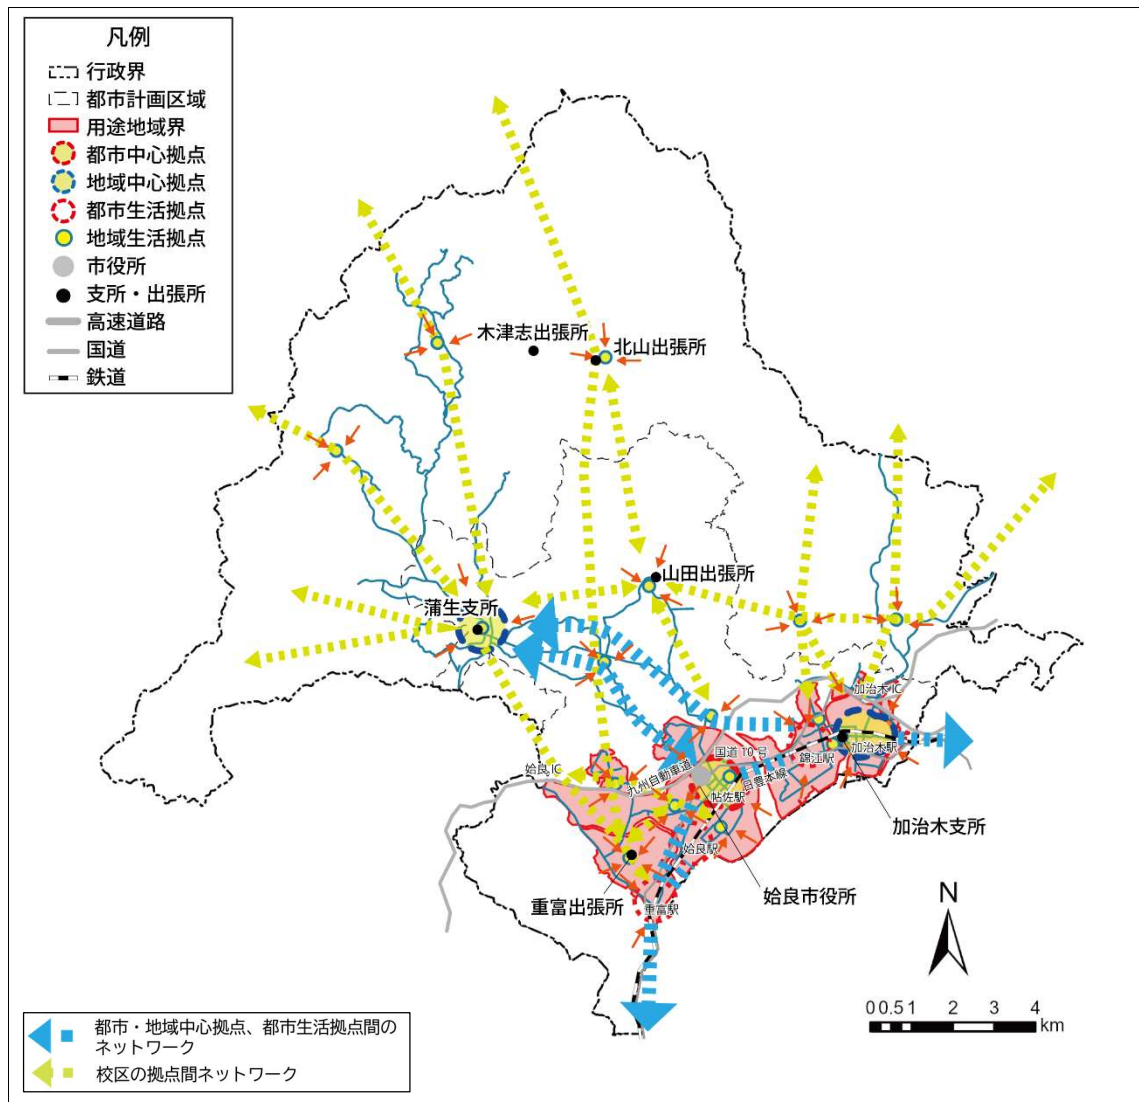 凡例
行政界
都市計画区域
用途地域界
都市中心拠点
地域中心拠点
都市生活拠点
地域生活拠点
市役所
支所・出張所
高速道路
国道
鉄道
木津志出張所
北山出張所
山田出張所
蒲生支所
加治木IC
国道10号
加治木駅
錦江駅
姶良IC
九州自動車道
日豊本線
帖佐駅
加治木支所
姶良駅
姶良市役所
重富出張所
重富駅
N
0 0.5 1 2 3 4
km
都市・地域中心拠点、都市生活拠点間の
ネットワーク
校区の拠点間ネットワーク